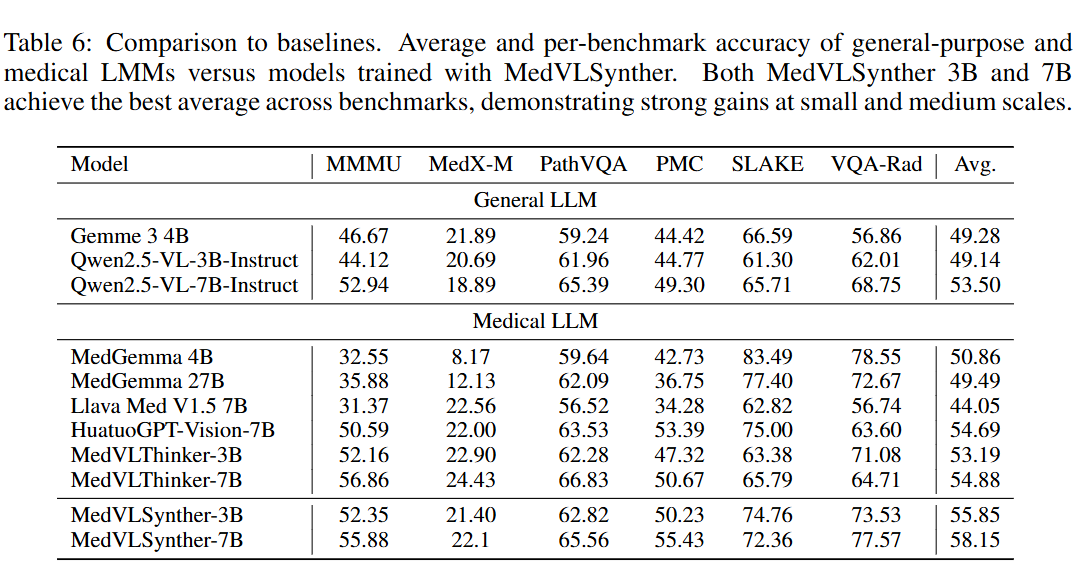 Table 6: Comparison to baselines. Average and per-benchmark accuracy of general-purpose and
medical LMMs versus models trained with MedVLSynther. Both MedVLSynther 3B and 7B
achieve the best average across benchmarks, demonstrating strong gains at small and medium scales.
Model MMMU MedX-M PathVQA PMC SLAKE VQA-Rad Avg.
General LLM
Gemme 3 4B 46.67 21.89 59.24 44.42 66.59 56.86 49.28
Qwen2.5-VL-3B-Instruct 44.12 20.69 61.96 44.77 61.30 62.01 49.14
Qwen2.5-VL-7B-Instruct 52.94 18.89 65.39 49.30 65.71 68.75 53.50
Medical LLM
MedGemma 4B 32.55 8.17 59.64 42.73 83.49 78.55 50.86
MedGemma 27B 35.88 12.13 62.09 36.75 77.40 72.67 49.49
Llava Med V1.5 7B 31.37 22.56 56.52 34.28 62.82 56.74 44.05
HuatuoGPT-Vision-7B 50.59 22.00 63.53 53.39 75.00 63.60 54.69
MedVLThinker-3B 52.16 22.90 62.28 47.32 63.38 71.08 53.19
MedVLThinker-7B 56.86 24.43 66.83 50.67 65.79 64.71 54.88
MedVLSynther-3B 52.35 21.40 62.82 50.23 74.76 73.53 55.85
MedVLSynther-7B 55.88 22.1 65.56 55.43 72.36 77.57 58.15